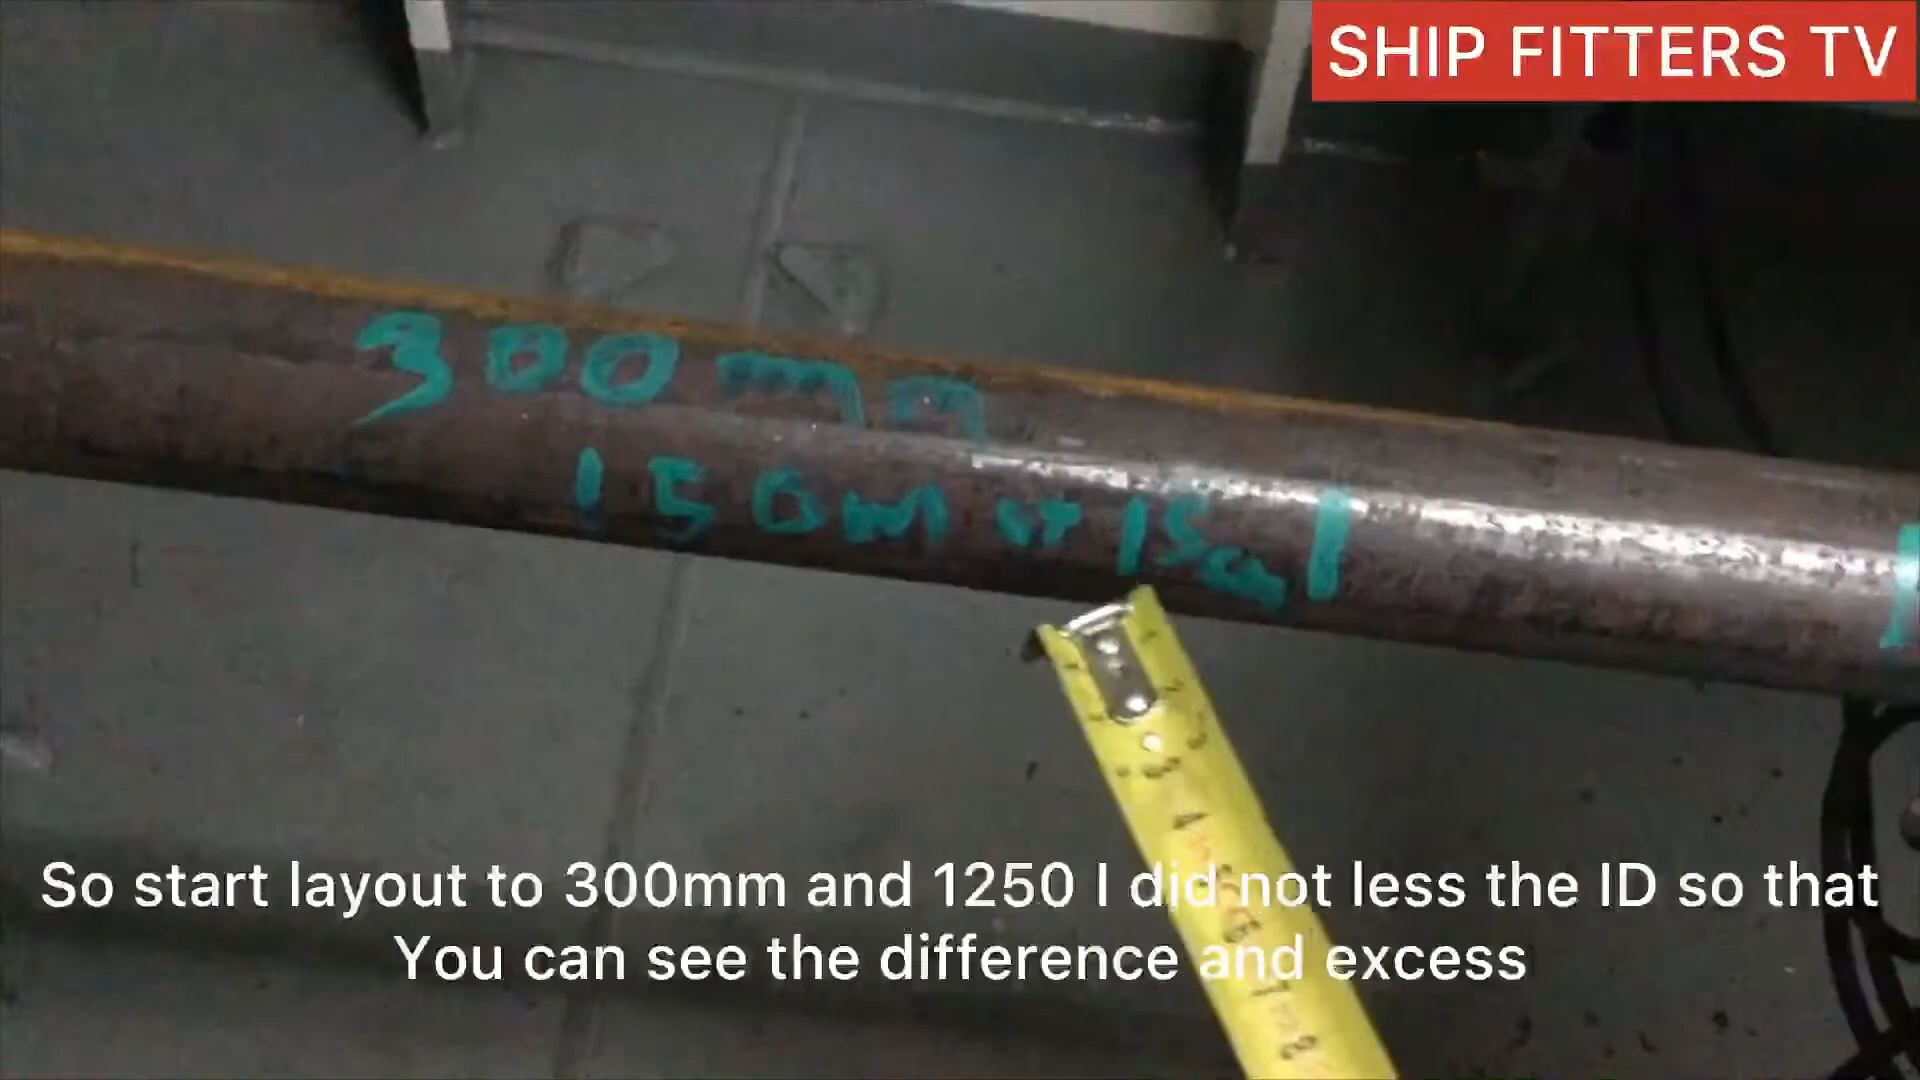 SHIP FITTERS TV
300mm
150m
So start layout to 300mm and 1250 I did not less the ID so that
You can see the difference and excess